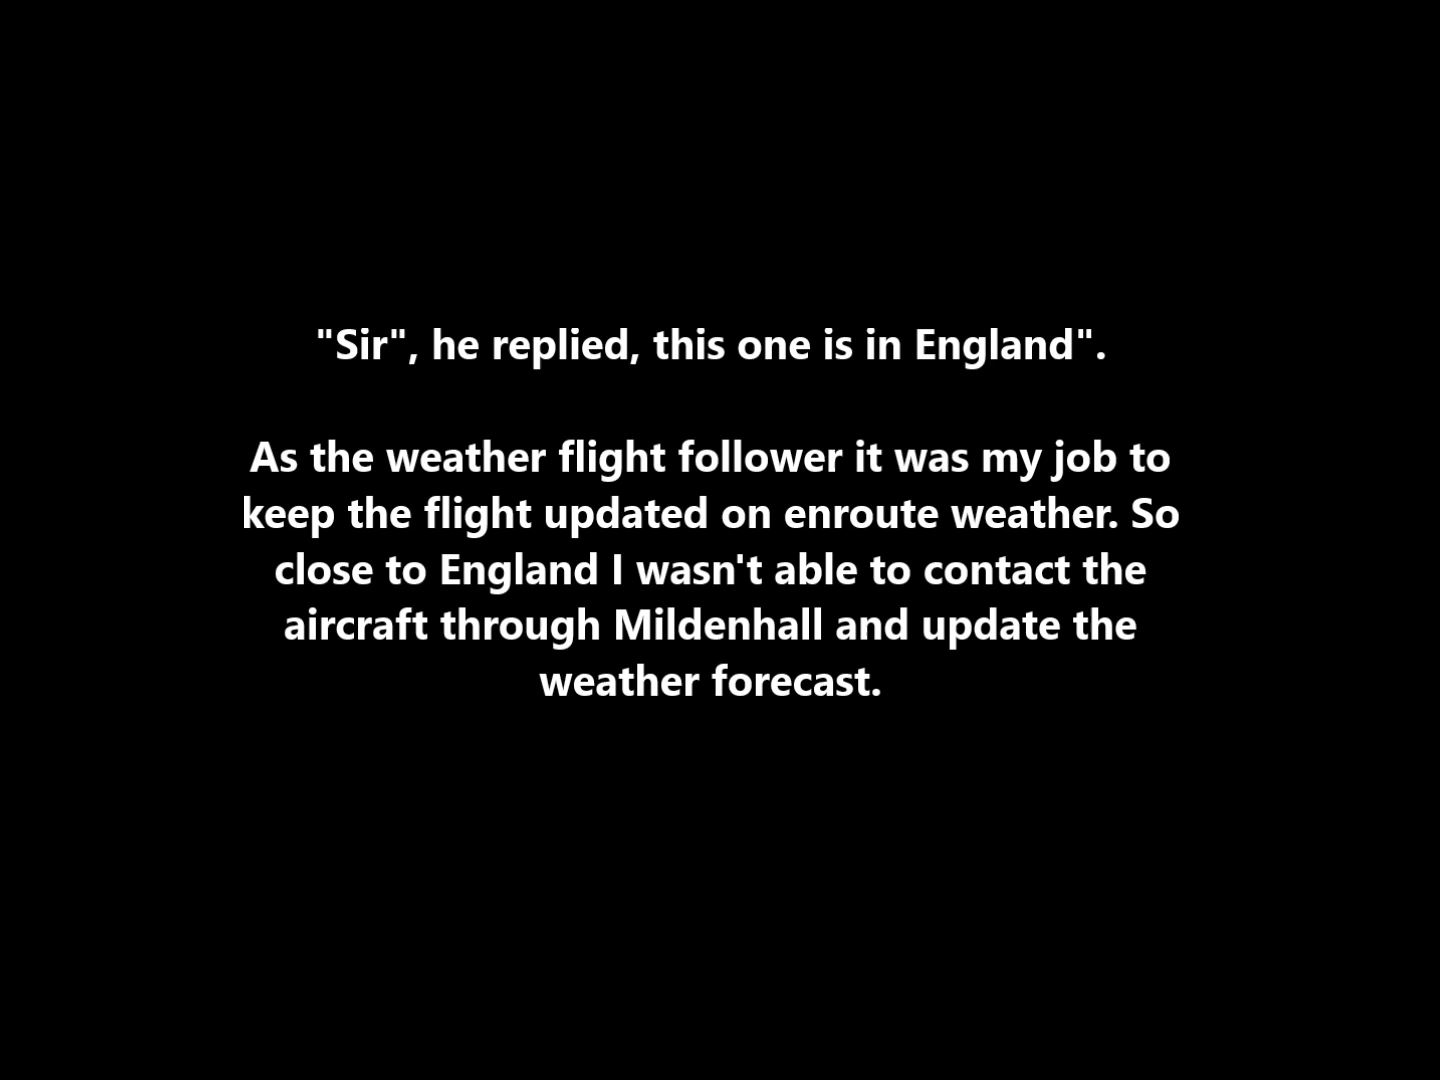 "Sir", he replied, this one is in England".
As the weather flight follower it was my job to
keep the flight updated on enroute weather. So
close to England I wasn't able to contact the
aircraft through Mildenhall and update the
weather forecast.